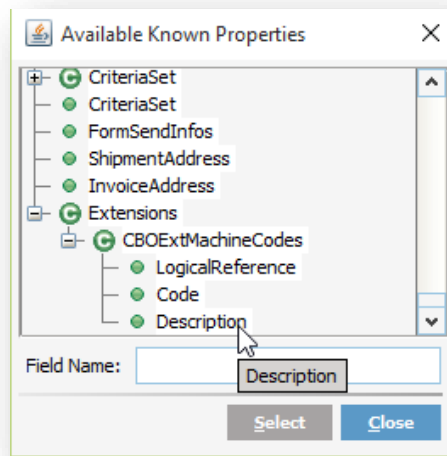 Available Known Properties
CriteriaSet
CriteriaSet
FormSendInfos
ShipmentAddress
InvoiceAddress
Extensions
CBOExtMachineCodes
LogicalReference
Code
Description
Field Name:
Description
Select Close